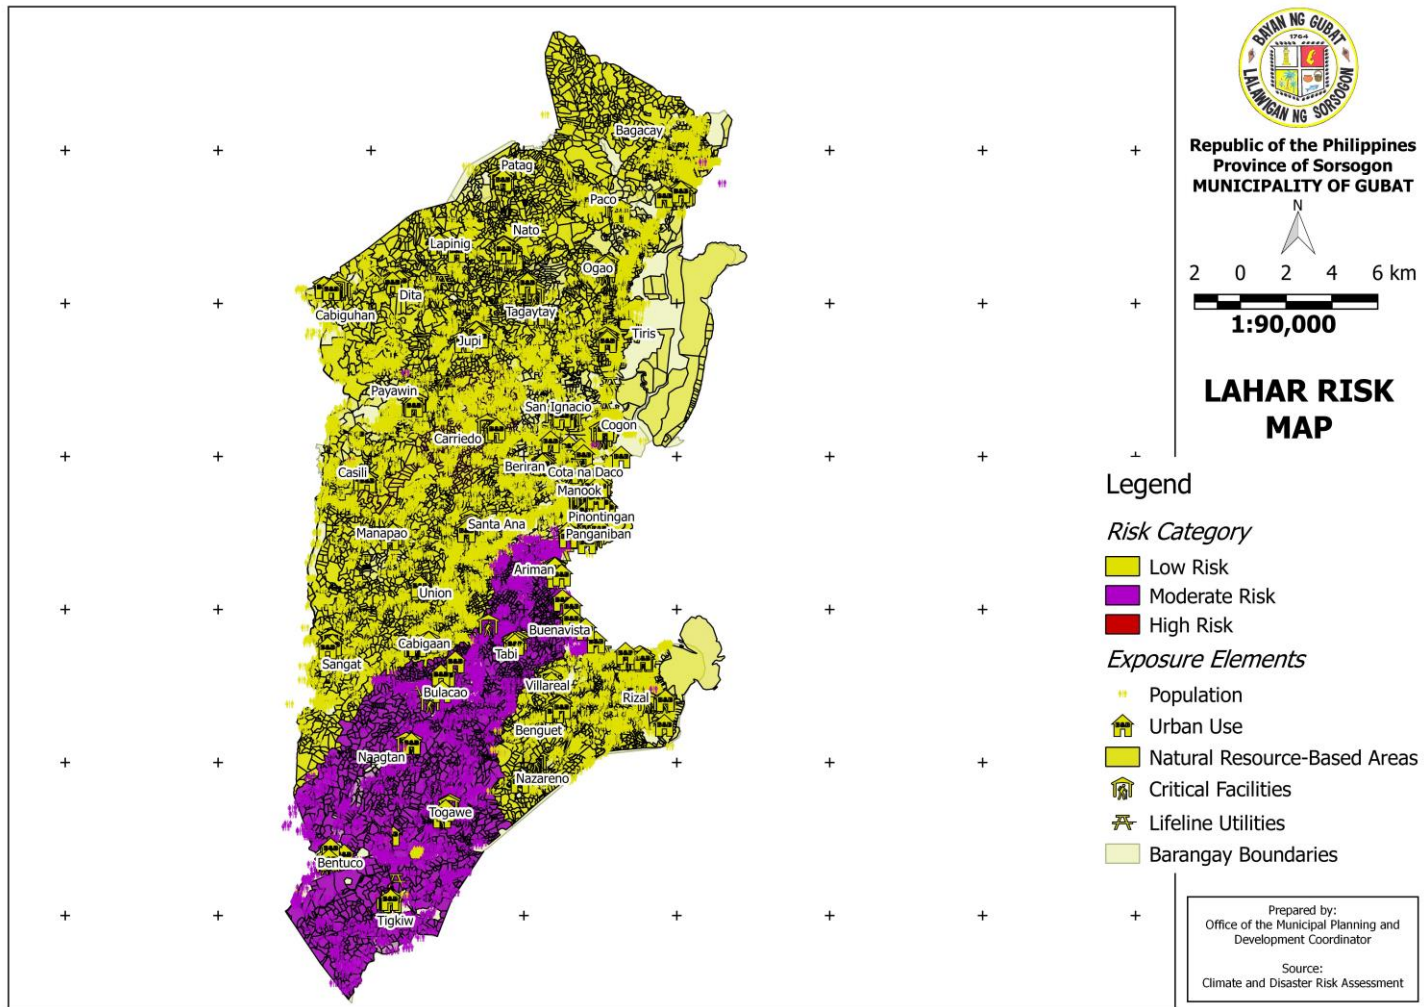 BAYAN NG GUBAT
1764
LALAWIGAN NG SORSOGON
Republic of the Philippines
Province of Sorsogon
MUNICIPALITY OF GUBAT
N
2 0 2 4 6 km
1:90,000
LAHAR RISK
MAP
Legend
Risk Category
Low Risk
Moderate Risk
High Risk
Exposure Elements
Population
Urban Use
Natural Resource-Based Areas
Critical Facilities
Lifeline Utilities
Barangay Boundaries
Prepared by:
Office of the Municipal Planning and
Development Coordinator
Source:
Climate and Disaster Risk Assessment
Bagacay
Patag
Paco
Nato
Lapinig
Ogao
Dita
Cabiguhan
Tagaytay
Tiris
Jupi
Payawin
San Ignacio
Cogon
Carriedo
Beriran
Cota na Daco
Casili
Manook
Pinontingan
Santa Ana
Manapao
Panganiban
Ariman
Union
Buenavista
Cabigaan
Tabi
Sangat
Villareal
Bulacao
Rizal
Benguet
Naagtan
Nazareno
Togawe
Bentuco
Tigkiw